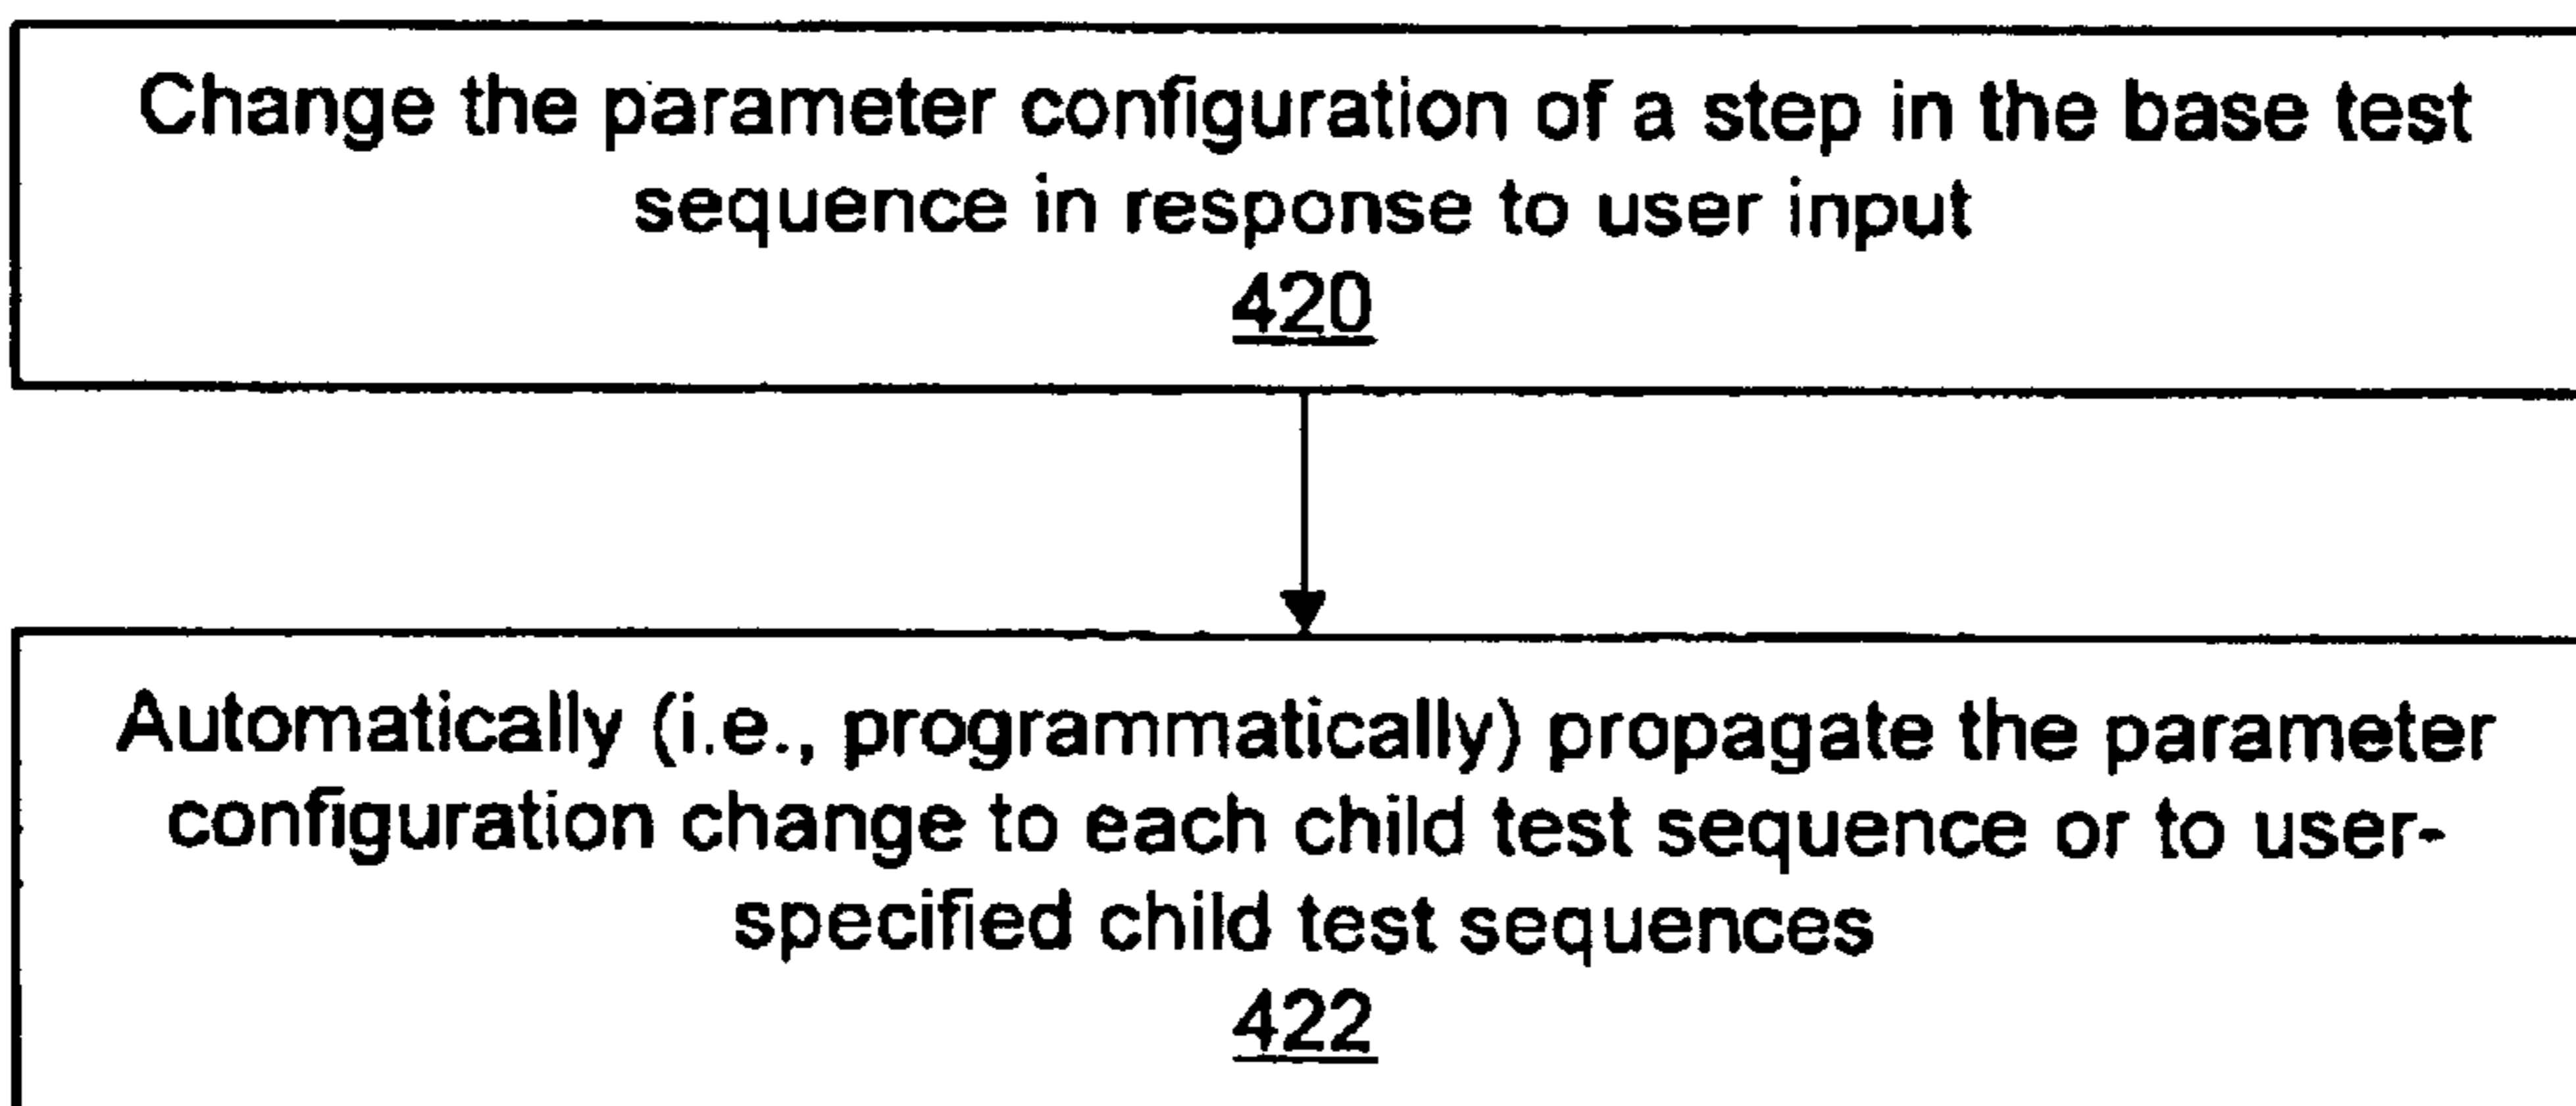 Change the parameter configuration of a step in the base test
sequence in response to user input
420
Automatically (i.e., programmatically) propagate the parameter
configuration change to each child test sequence or to user-
specified child test sequences
422